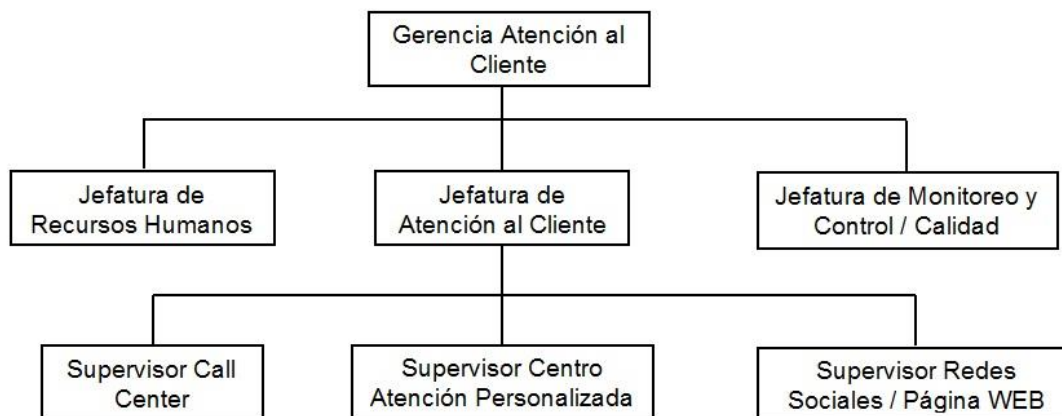 Gerencia Atención al
Cliente
Jefatura de
Recursos Humanos
Jefatura de
Atención al Cliente
Jefatura de Monitoreo y
Control / Calidad
Supervisor Call
Center
Supervisor Centro
Atención Personalizada
Supervisor Redes
Sociales / Página WEB